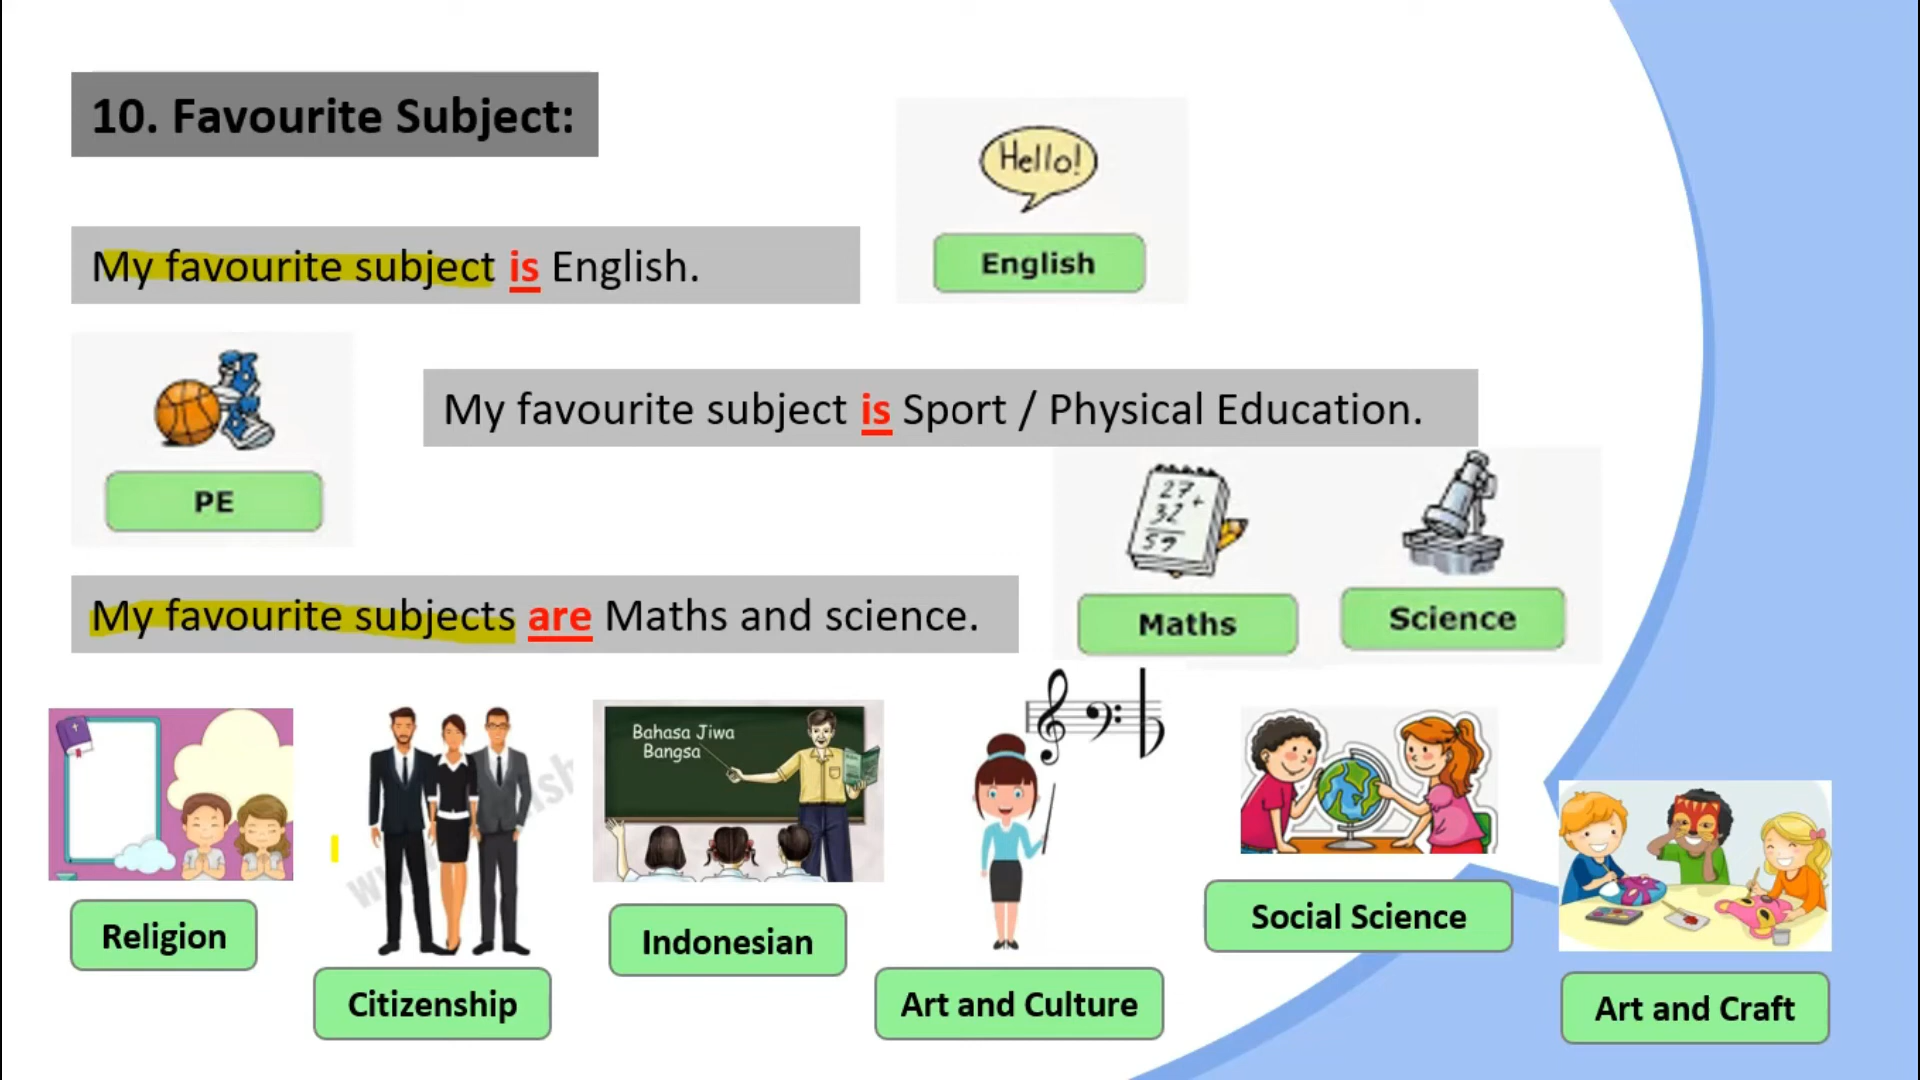 10. Favourite Subject:
Hello!
English
My favourite subject is English.
My favourite subject is Sport / Physical Education.
PE
27
+
32
59
Maths
Science
My favourite subjects are Maths and science.
Bahasa Jiwa
Bangsa
Religion
Citizenship
Indonesian
Art and Culture
Social Science
Art and Craft